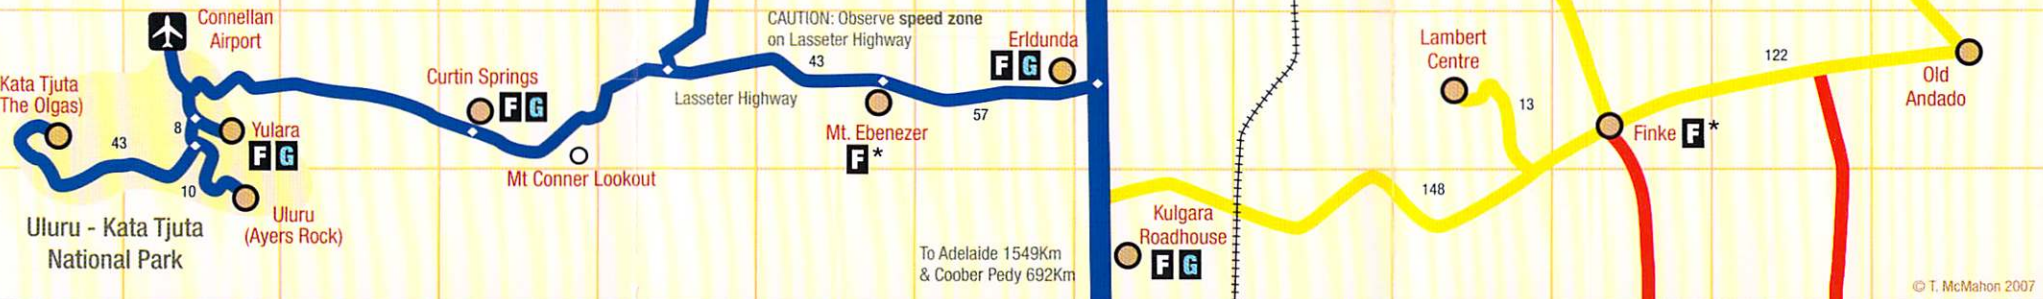 Connellan
Airport
Kata Tjuta
The Olgas)
43
8
Yulara
F G
10
Uluru
(Ayers Rock)
Uluru - Kata Tjuta
National Park
Curtin Springs
F G
Mt Conner Lookout
CAUTION: Observe speed zone
on Lasseter Highway
43
Lasseter Highway
Mt. Ebenezer
F*
Erldunda
F G
57
To Adelaide 1549Km
& Coober Pedy 692Km
Kulgara
Roadhouse
F G
Lambert
Centre
13
148
Finke F*
122
Old
Andado
© T. McMahon 2007